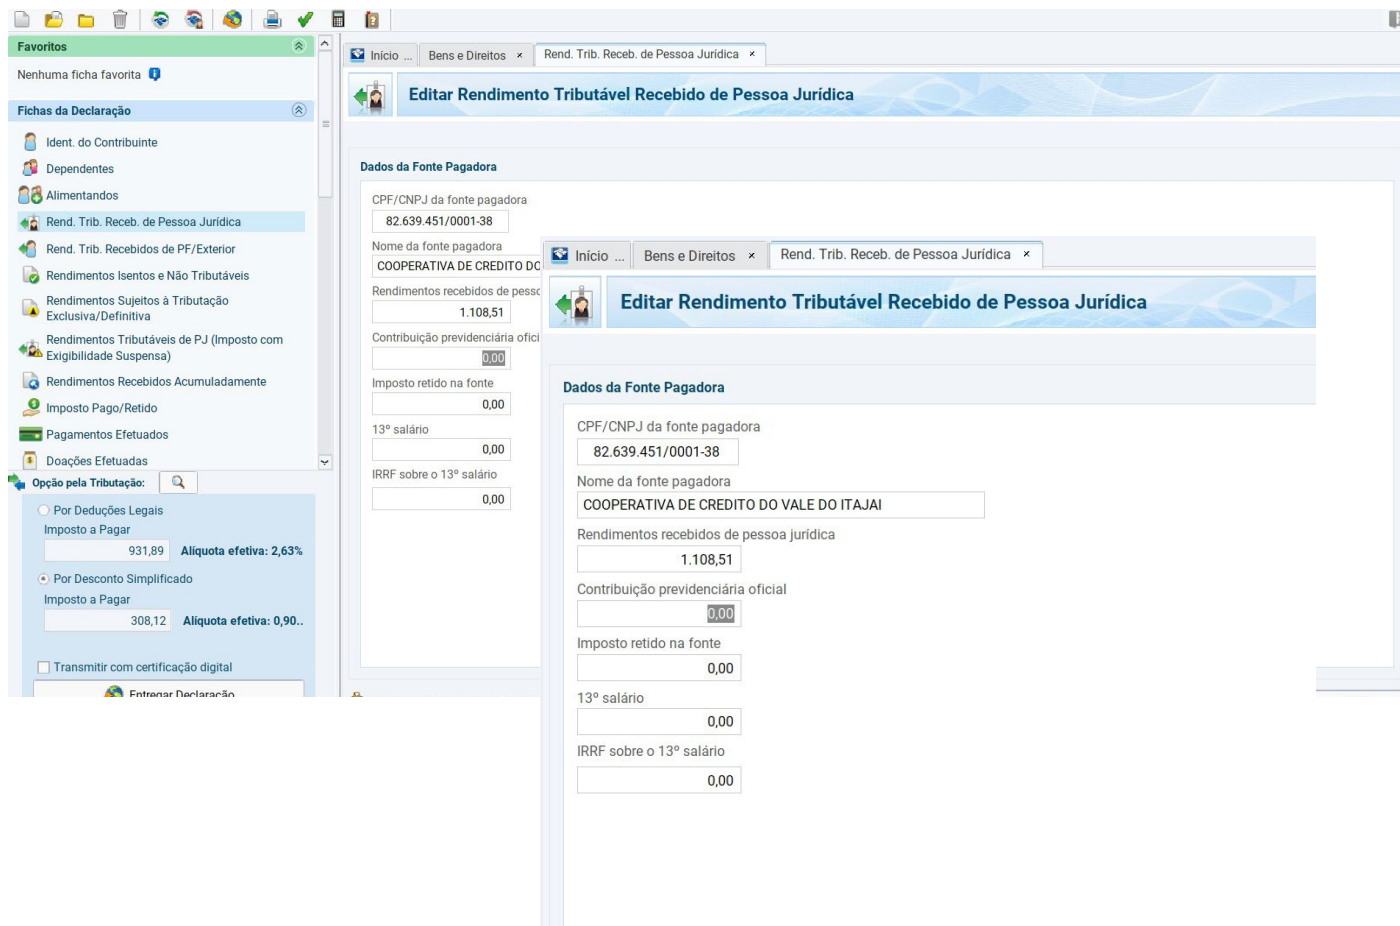 Favoritos
Nenhuma ficha favorita
Fichas da Declaração
Ident. do Contribuinte
Dependentes
Alimentandos
Rend. Trib. Receb. de Pessoa Jurídica
Rend. Trib. Recebidos de PF/Exterior
Rendimentos Isentos e Não Tributáveis
Rendimentos Sujeitos à Tributação
Exclusiva/Definitiva
Rendimentos Tributáveis de PJ (Imposto com
Exigibilidade Suspensa)
Rendimentos Recebidos Acumuladamente
Imposto Pago/Retido
Pagamentos Efetuados
Doações Efetuadas
Opção pela Tributação:
Por Deduções Legais
Imposto a Pagar
931,89 Alíquota efetiva: 2,63%
Por Desconto Simplificado
Imposto a Pagar
308,12 Alíquota efetiva: 0,90..
Transmitir com certificação digital
Entregar Declaração
Início ... Bens e Direitos × Rend. Trib. Receb. de Pessoa Jurídica ×
Editar Rendimento Tributável Recebido de Pessoa Jurídica
Dados da Fonte Pagadora
CPF/CNPJ da fonte pagadora
82.639.451/0001-38
Nome da fonte pagadora
COOPERATIVA DE CREDITO DO
Rendimentos recebidos de pesso
1.108,51
Contribuição previdenciária ofici
0,00
Imposto retido na fonte
0,00
13º salário
0,00
IRRF sobre o 13º salário
0,00
Início ... Bens e Direitos × Rend. Trib. Receb. de Pessoa Jurídica ×
Editar Rendimento Tributável Recebido de Pessoa Jurídica
Dados da Fonte Pagadora
CPF/CNPJ da fonte pagadora
82.639.451/0001-38
Nome da fonte pagadora
COOPERATIVA DE CREDITO DO VALE DO ITAJAI
Rendimentos recebidos de pessoa jurídica
1.108,51
Contribuição previdenciária oficial
0,00
Imposto retido na fonte
0,00
13º salário
0,00
IRRF sobre o 13º salário
0,00